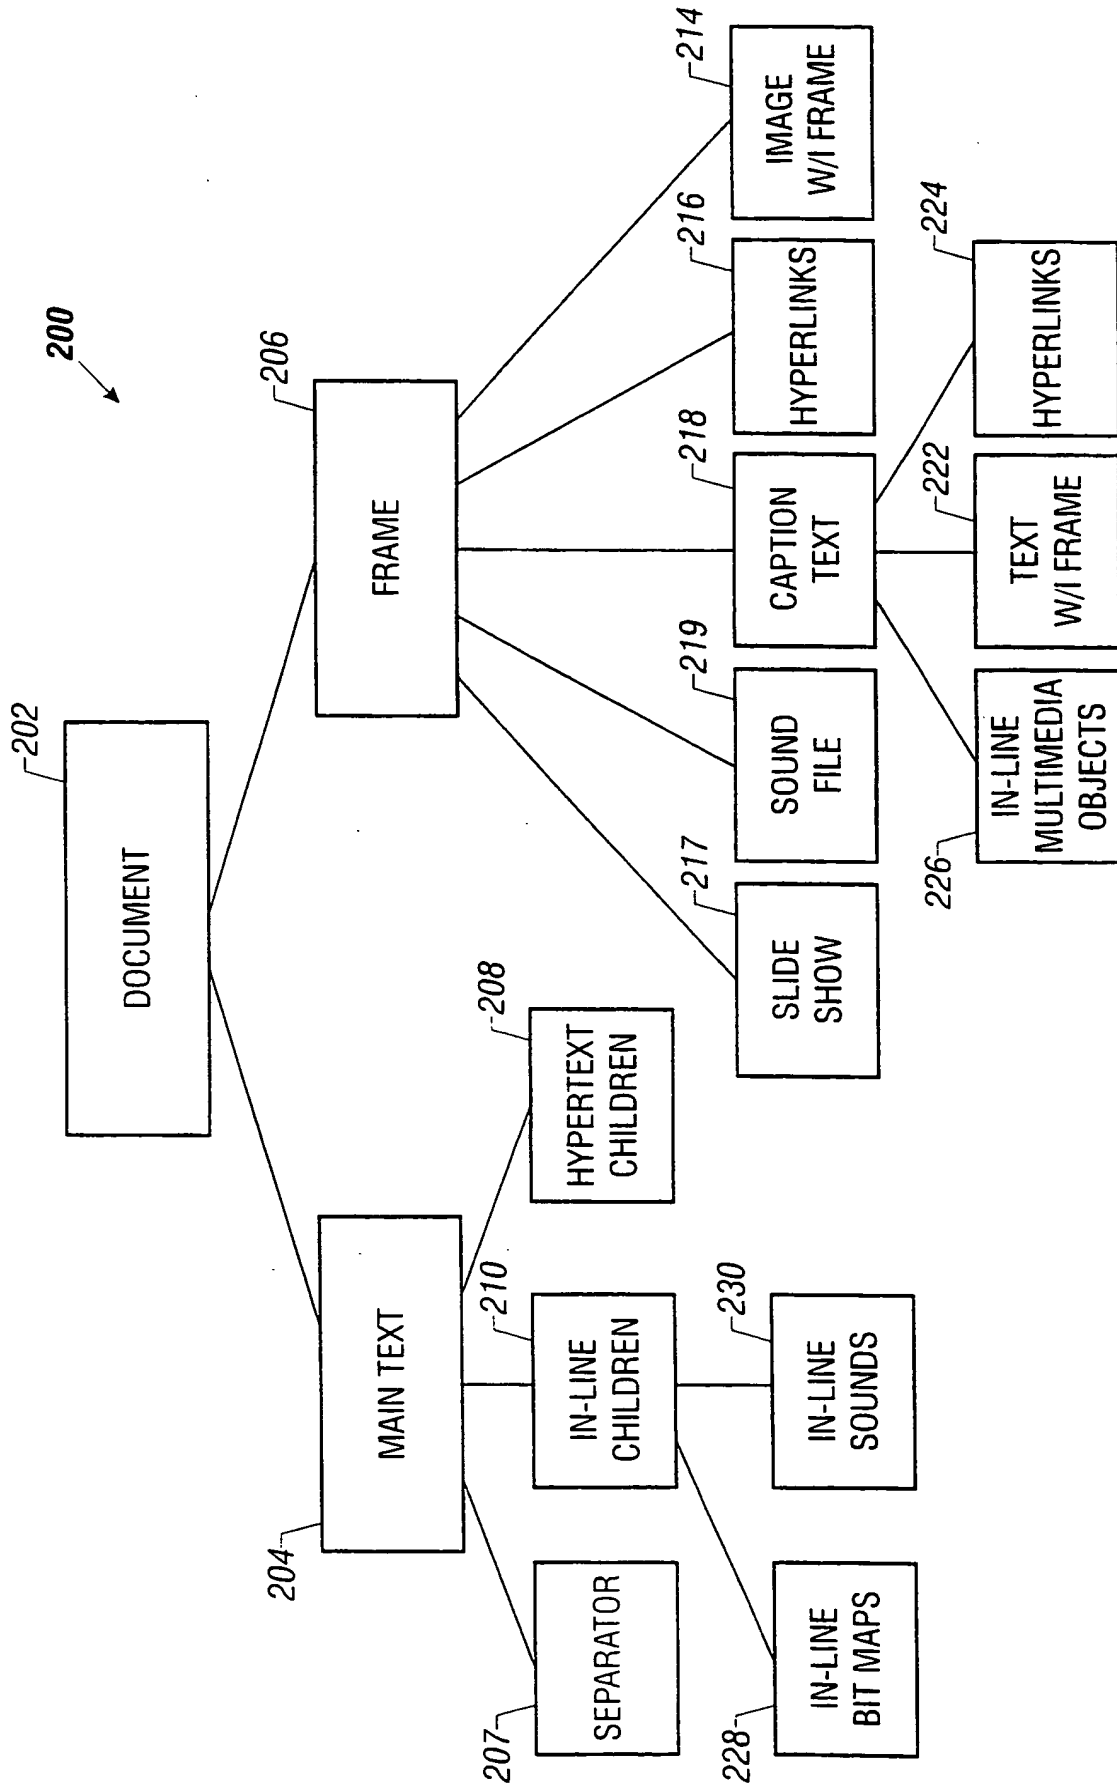 200
202
DOCUMENT
204
MAIN TEXT
206
FRAME
207
SEPARATOR
210
IN-LINE
CHILDREN
208
HYPERTEXT
CHILDREN
228
IN-LINE
BIT MAPS
230
IN-LINE
SOUNDS
217
SLIDE
SHOW
219
SOUND
FILE
218
CAPTION
TEXT
216
HYPERLINKS
214
IMAGE
W/I FRAME
226
IN-LINE
MULTIMEDIA
OBJECTS
222
TEXT
W/I FRAME
224
HYPERLINKS